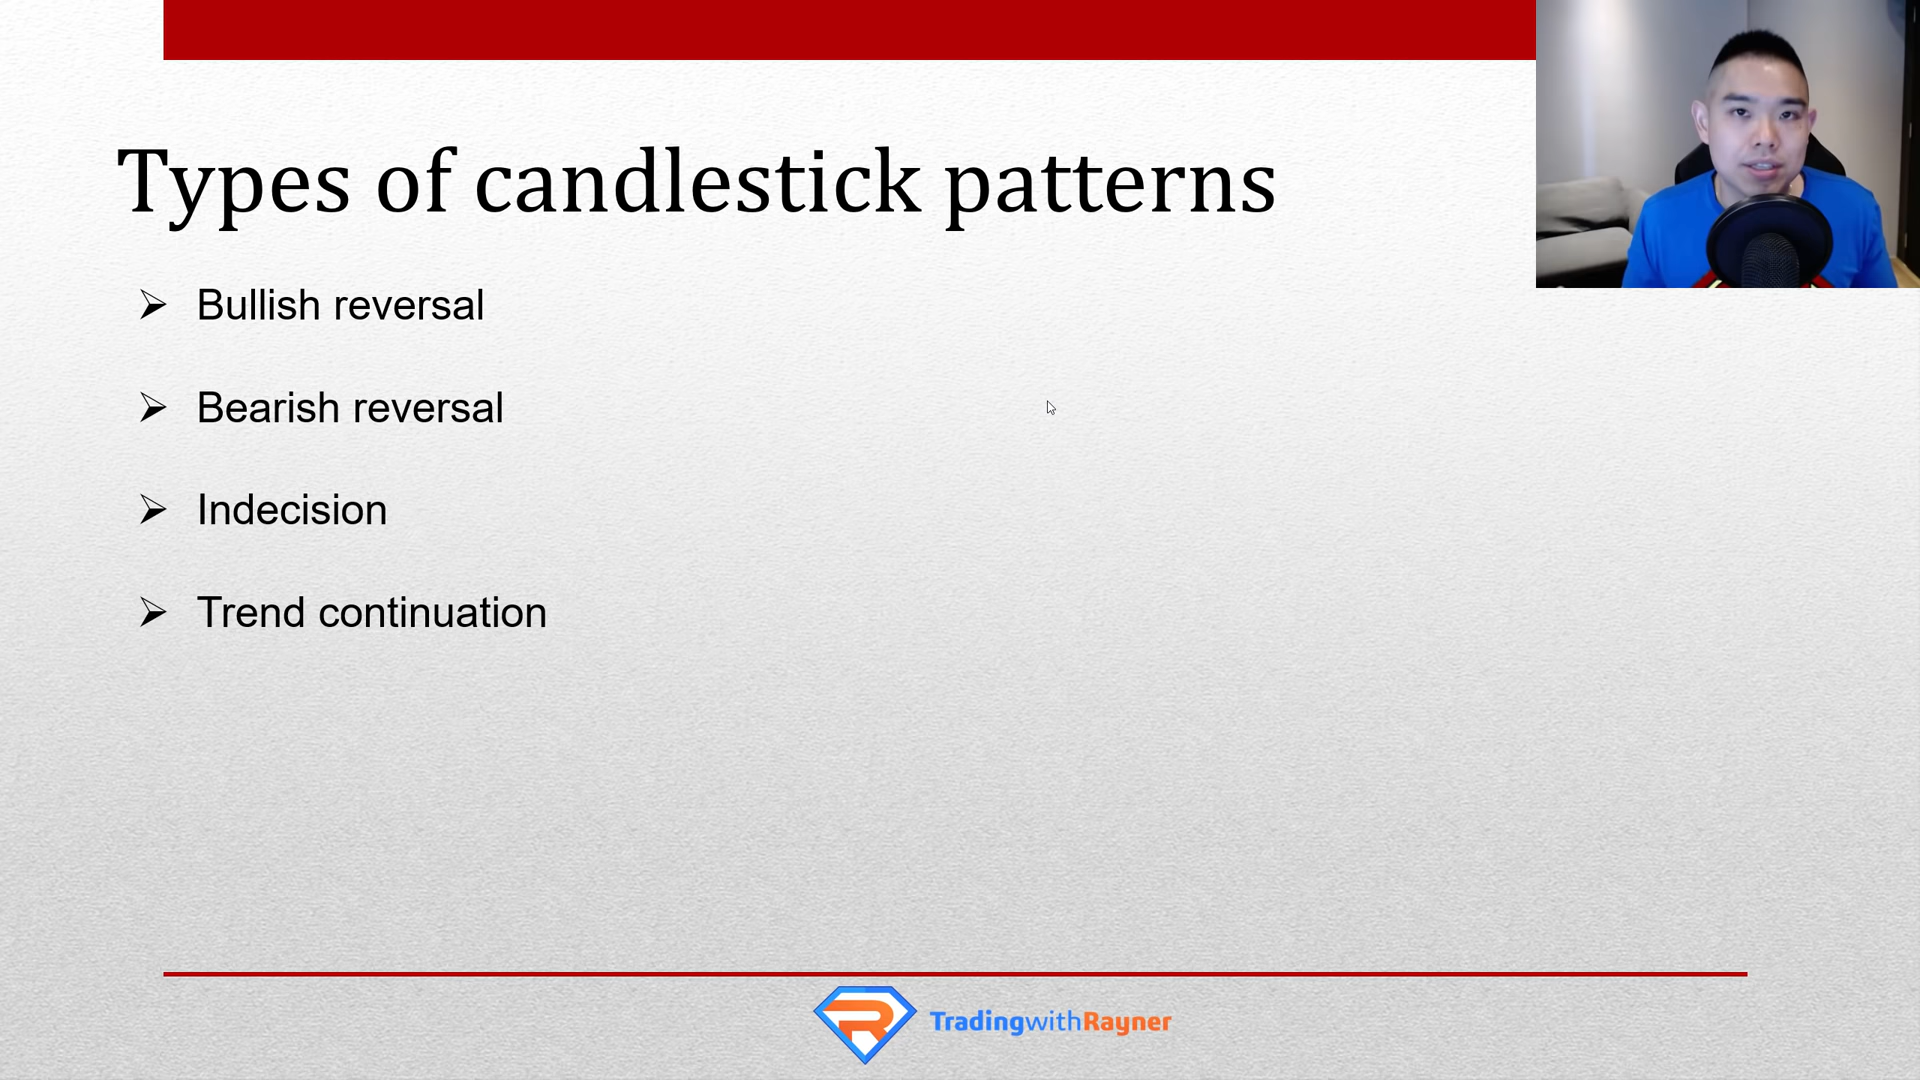 Types of candlestick patterns
Bullish reversal
Bearish reversal
Indecision
Trend continuation
TradingwithRayner